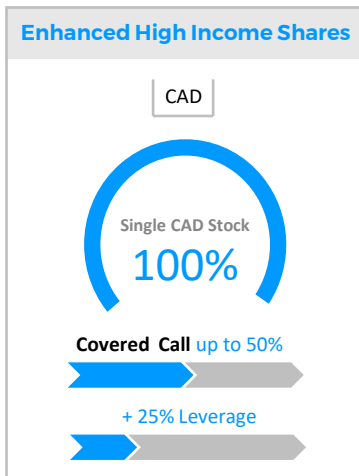 Enhanced High Income Shares
CAD
Single CAD Stock
100%
Covered Call up to 50%
+ 25% Leverage